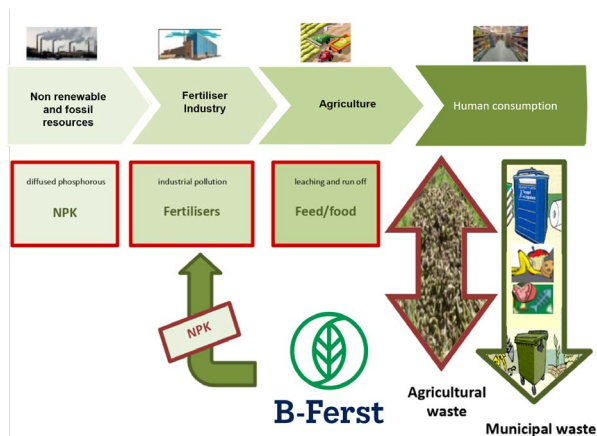 Non renewable
and fossil
resources
Fertiliser
Industry
Agriculture
Human consumption
diffused phosphorous
NPK
industrial pollution
Fertilisers
leaching and run off
Feed/food
NPK
B-Ferst
Agricultural
waste
Municipal waste